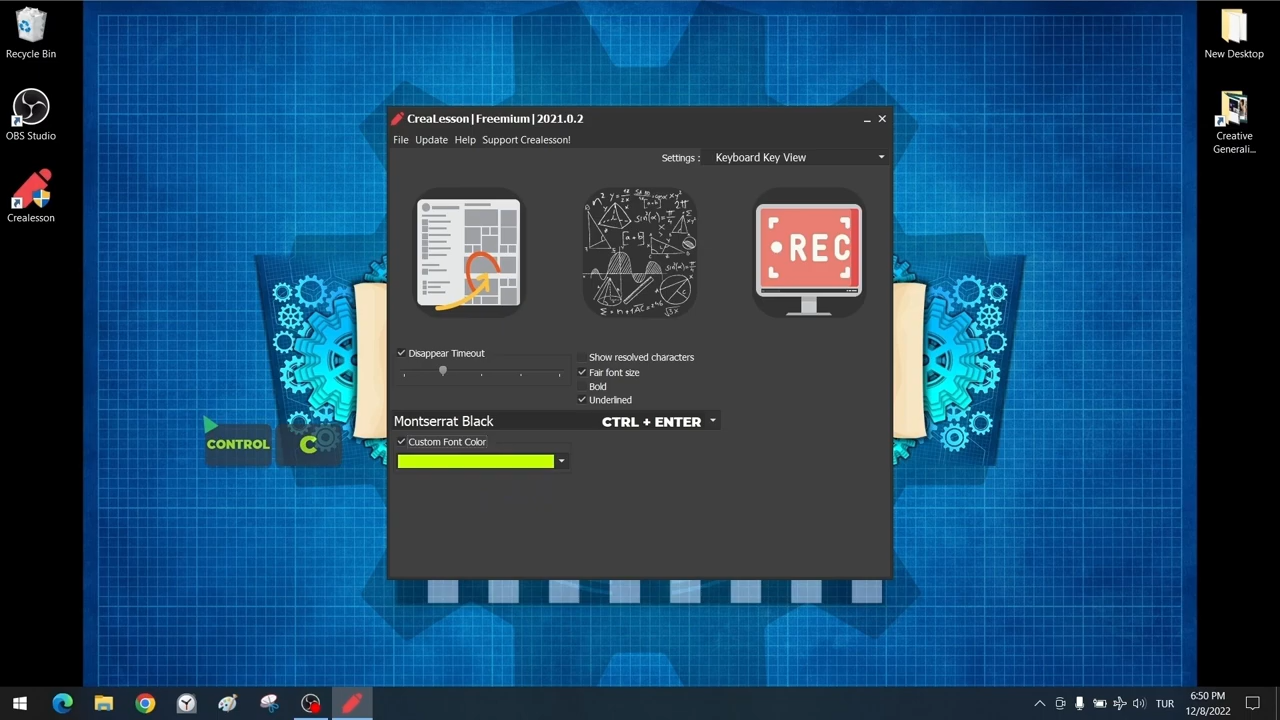 Recycle Bin
OBS Studio
Crealesson
New Desktop
Creative
Generali...
CreaLesson|Freemium|2021.0.2
File Update Help Support Crealesson!
Settings : Keyboard Key View
REC
Disappear Timeout
Show resolved characters
Fair font size
Bold
Underlined
Montserrat Black CTRL + ENTER
Custom Font Color
CONTROL C
TUR
6:50 PM
12/8/2022